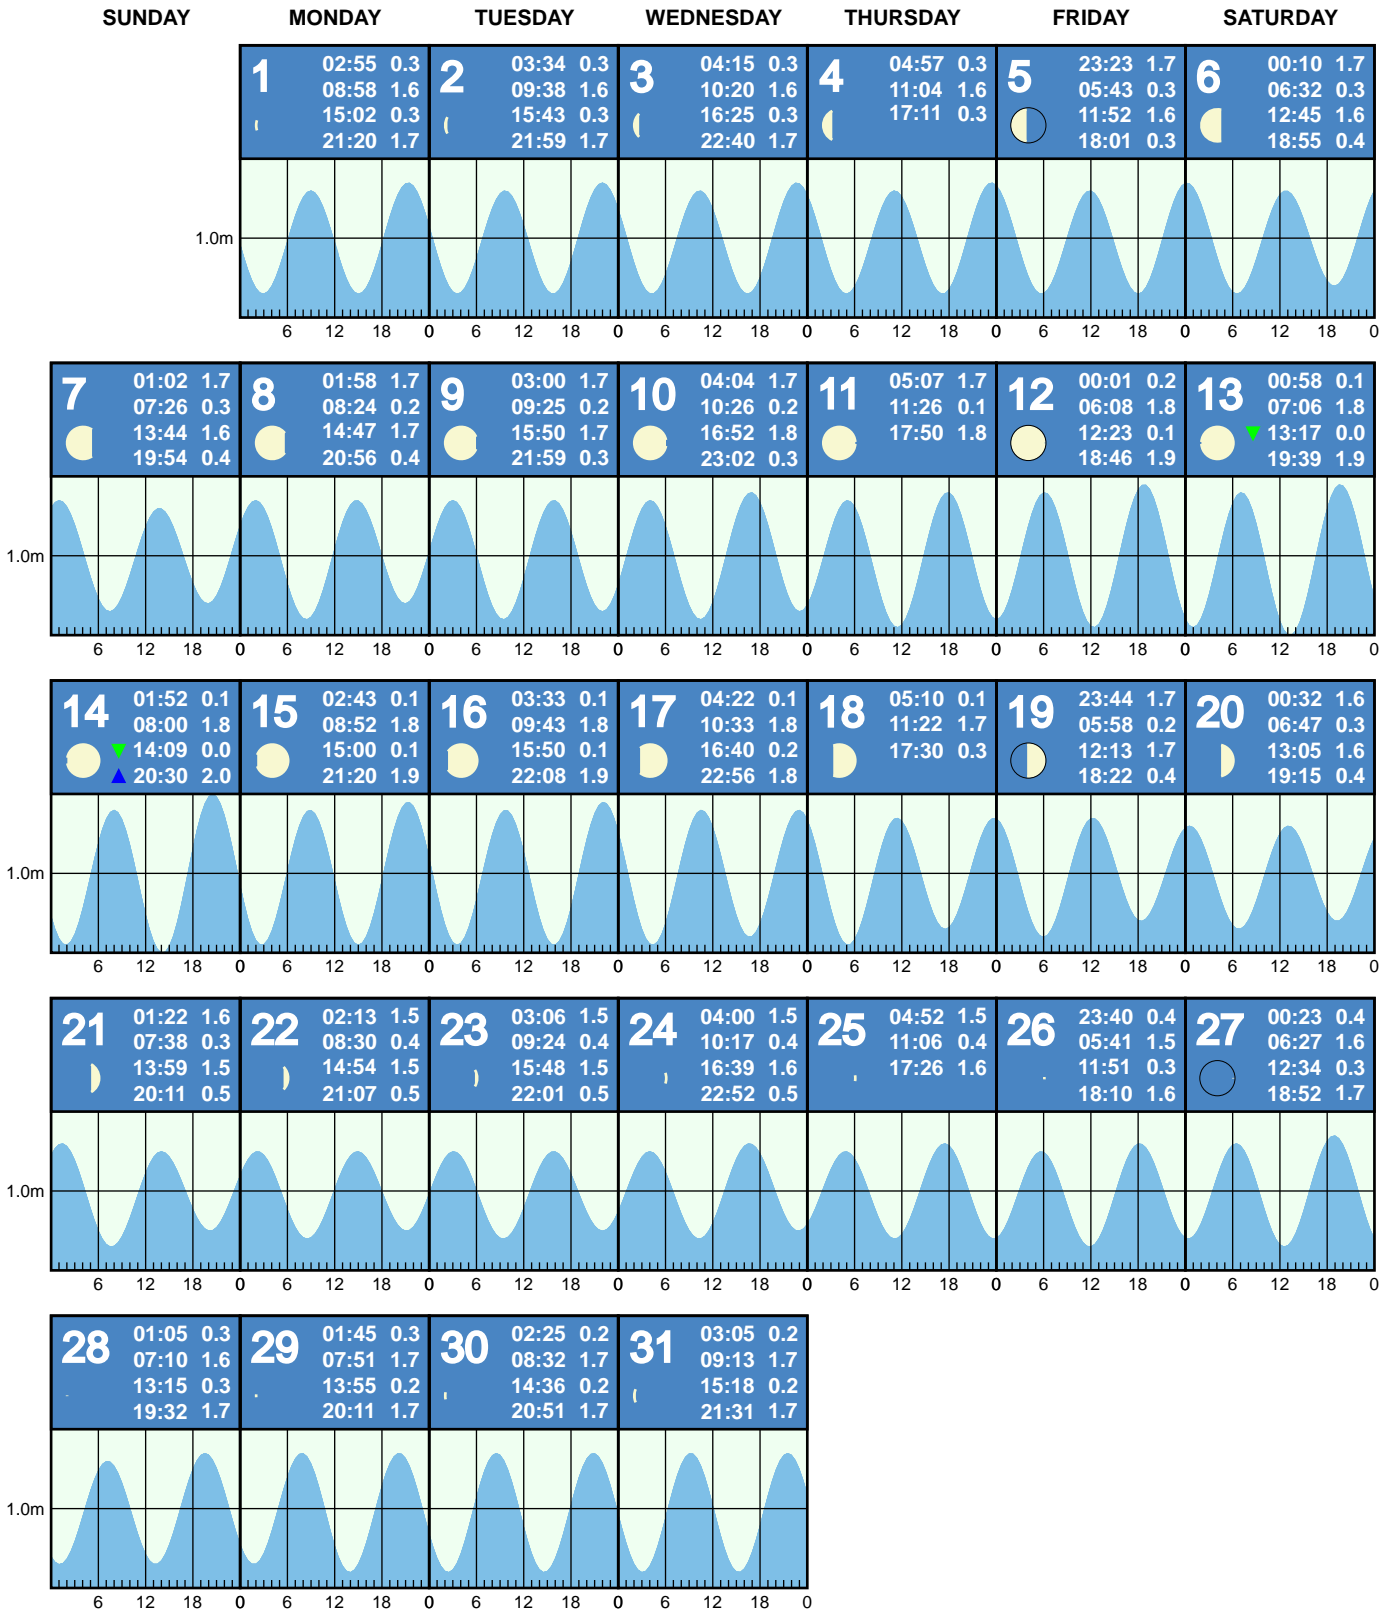 SUNDAY MONDAY TUESDAY WEDNESDAY THURSDAY FRIDAY SATURDAY
1 02:55 0.3
08:58 1.6
15:02 0.3
21:20 1.7
2 03:34 0.3
09:38 1.6
15:43 0.3
21:59 1.7
3 04:15 0.3
10:20 1.6
16:25 0.3
22:40 1.7
4 04:57 0.3
11:04 1.6
17:11 0.3
5 23:23 1.7
05:43 0.3
11:52 1.6
18:01 0.3
6 00:10 1.7
06:32 0.3
12:45 1.6
18:55 0.4
1.0m
6 12 18 0 6 12 18 0 6 12 18 0 6 12 18 0 6 12 18 0 6 12 18 0
7 01:02 1.7
07:26 0.3
13:44 1.6
19:54 0.4
8 01:58 1.7
08:24 0.2
14:47 1.7
20:56 0.4
9 03:00 1.7
09:25 0.2
15:50 1.7
21:59 0.3
10 04:04 1.7
10:26 0.2
16:52 1.8
23:02 0.3
11 05:07 1.7
11:26 0.1
17:50 1.8
12 00:01 0.2
06:08 1.8
12:23 0.1
18:46 1.9
13 00:58 0.1
07:06 1.8
13:17 0.0
19:39 1.9
1.0m
6 12 18 0 6 12 18 0 6 12 18 0 6 12 18 0 6 12 18 0 6 12 18 0 6 12 18 0
14 01:52 0.1
08:00 1.8
14:09 0.0
20:30 2.0
15 02:43 0.1
08:52 1.8
15:00 0.1
21:20 1.9
16 03:33 0.1
09:43 1.8
15:50 0.1
22:08 1.9
17 04:22 0.1
10:33 1.8
16:40 0.2
22:56 1.8
18 05:10 0.1
11:22 1.7
17:30 0.3
19 23:44 1.7
05:58 0.2
12:13 1.7
18:22 0.4
20 00:32 1.6
06:47 0.3
13:05 1.6
19:15 0.4
1.0m
6 12 18 0 6 12 18 0 6 12 18 0 6 12 18 0 6 12 18 0 6 12 18 0 6 12 18 0
21 01:22 1.6
07:38 0.3
13:59 1.5
20:11 0.5
22 02:13 1.5
08:30 0.4
14:54 1.5
21:07 0.5
23 03:06 1.5
09:24 0.4
15:48 1.5
22:01 0.5
24 04:00 1.5
10:17 0.4
16:39 1.6
22:52 0.5
25 04:52 1.5
11:06 0.4
17:26 1.6
26 23:40 0.4
05:41 1.5
11:51 0.3
18:10 1.6
27 00:23 0.4
06:27 1.6
12:34 0.3
18:52 1.7
1.0m
6 12 18 0 6 12 18 0 6 12 18 0 6 12 18 0 6 12 18 0 6 12 18 0 6 12 18 0
28 01:05 0.3
07:10 1.6
13:15 0.3
19:32 1.7
29 01:45 0.3
07:51 1.7
13:55 0.2
20:11 1.7
30 02:25 0.2
08:32 1.7
14:36 0.2
20:51 1.7
31 03:05 0.2
09:13 1.7
15:18 0.2
21:31 1.7
1.0m
6 12 18 0 6 12 18 0 6 12 18 0 6 12 18 0